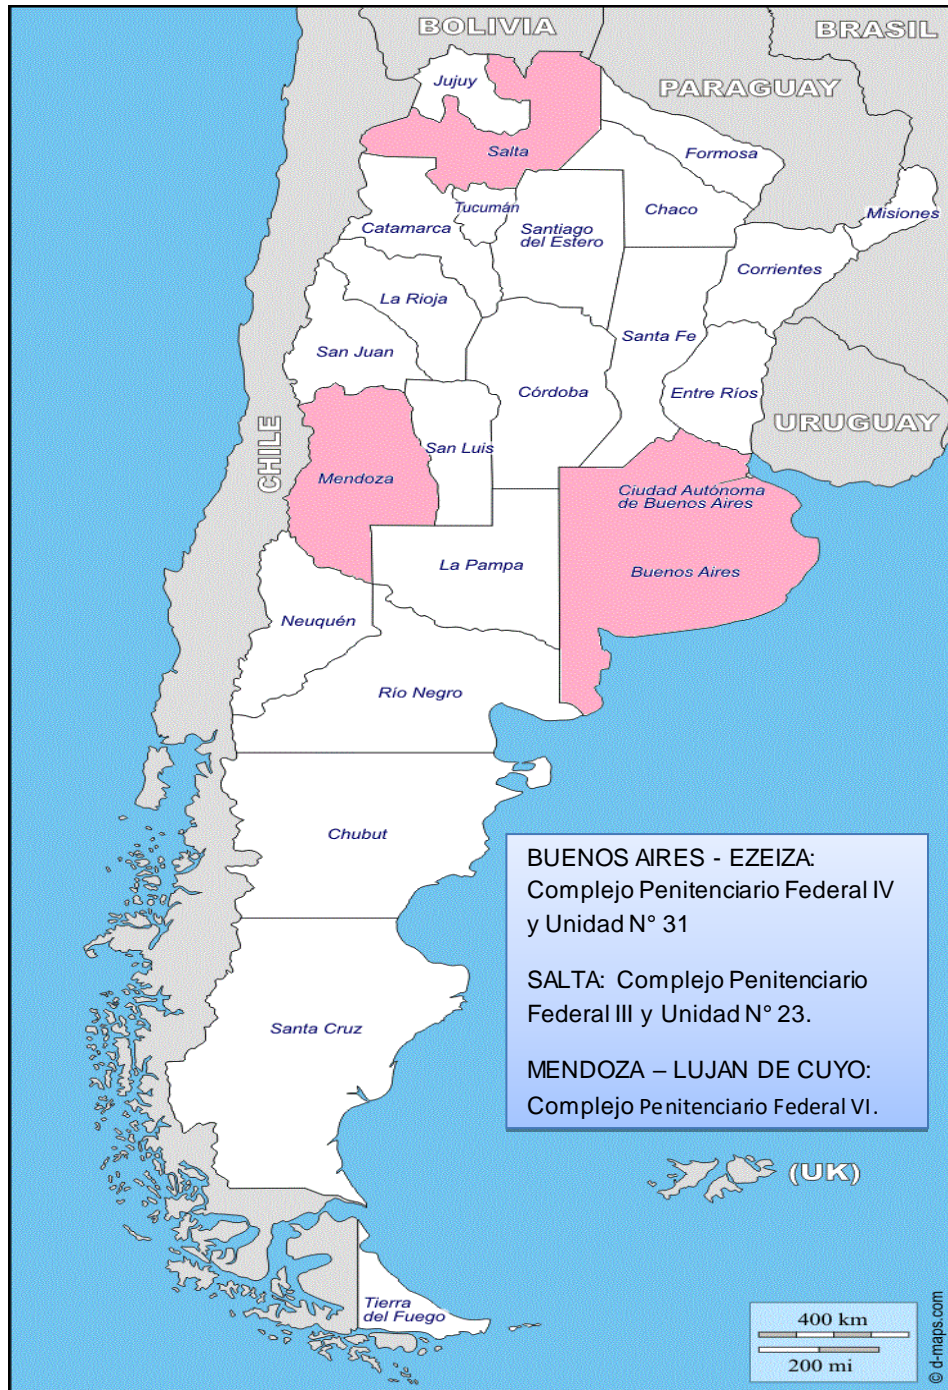 BOLIVIA
BRASIL
Jujuy
PARAGUAY
Salta
Formosa
Tucumán
Chaco
Misiones
Catamarca
Santiago
del Estero
Corrientes
La Rioja
Santa Fe
San Juan
Córdoba
Entre Ríos
URUGUAY
CHILE
San Luis
Mendoza
Ciudad Autónoma
de Buenos Aires
La Pampa
Buenos Aires
Neuquén
Río Negro
Chubut
BUENOS AIRES - EZEIZA:
Complejo Penitenciario Federal IV
y Unidad N° 31
SALTA: Complejo Penitenciario
Federal III y Unidad N° 23.
MENDOZA – LUJAN DE CUYO:
Complejo Penitenciario Federal VI.
Santa Cruz
(UK)
Tierra
del Fuego
400 km
200 mi
© d-maps.com